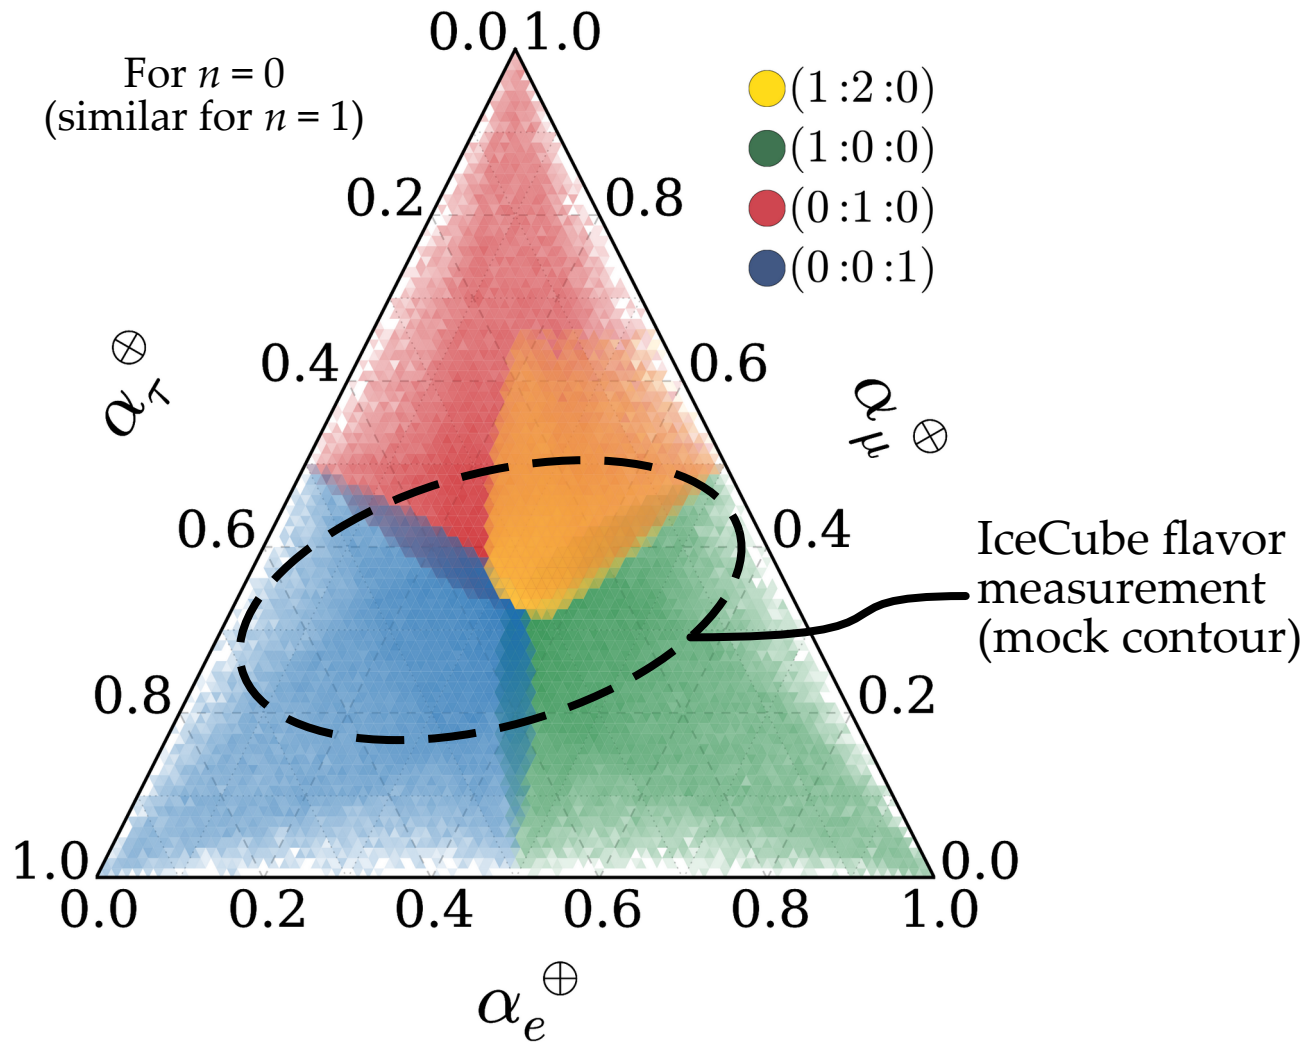 For n = 0
(similar for n = 1)
0.0 1.0
(1:2:0)
(1:0:0)
(0:1:0)
(0:0:1)
0.2 0.8
0.4 0.6
0.6 0.4
0.8 0.2
1.0 0.0
0.0 0.2 0.4 0.6 0.8 1.0
α_τ^⊕
α_μ^⊕
α_e^⊕
IceCube flavor
measurement
(mock contour)